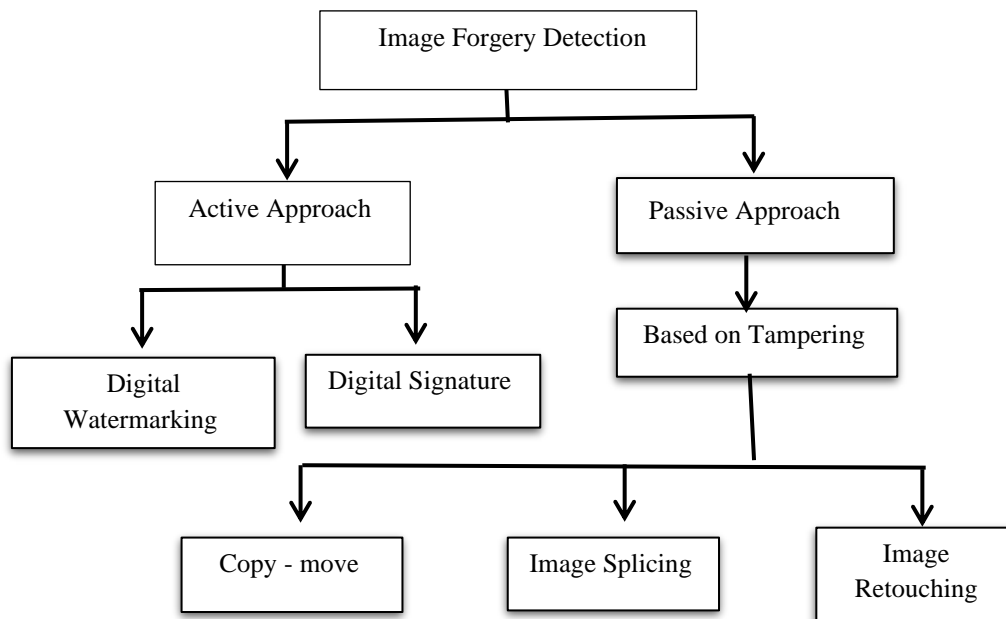 Image Forgery Detection
Active Approach
Passive Approach
Based on Tampering
Digital
Watermarking
Digital Signature
Copy - move
Image Splicing
Image
Retouching